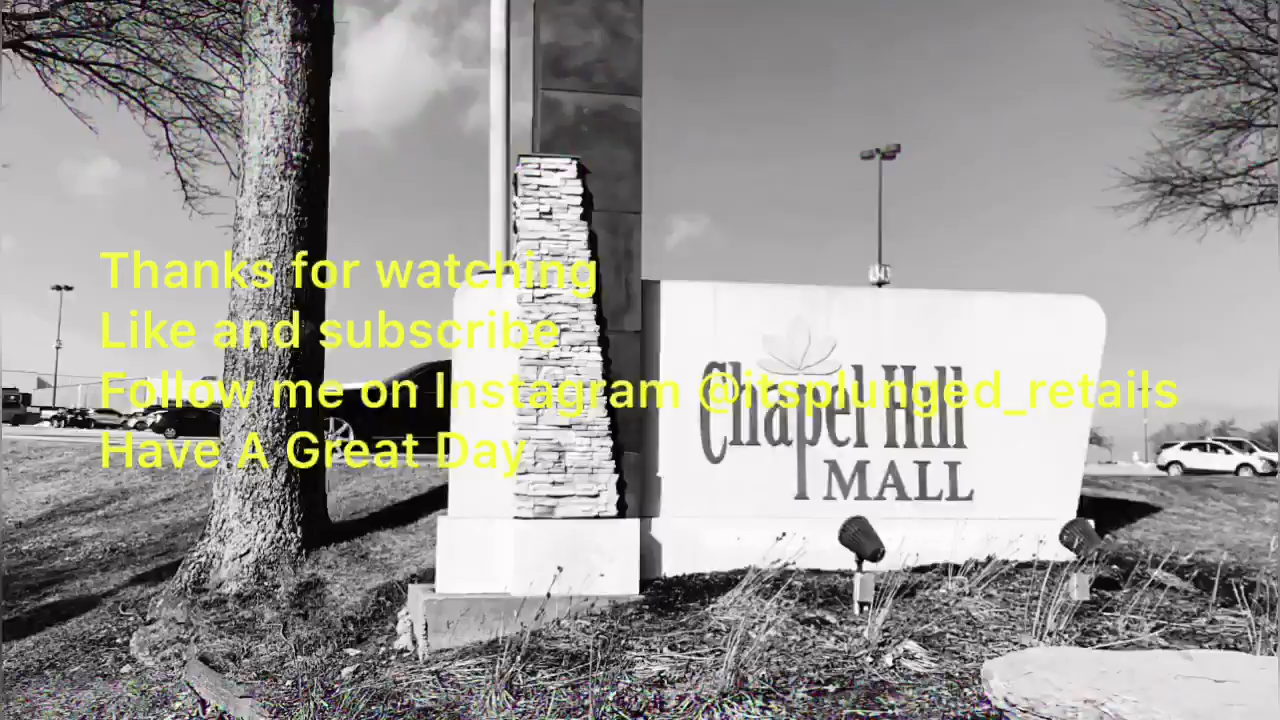 Thanks for watching
Like and subscribe
Follow me on Instagram @itsplunged_retails
Have A Great Day
Chapel Hill
MALL